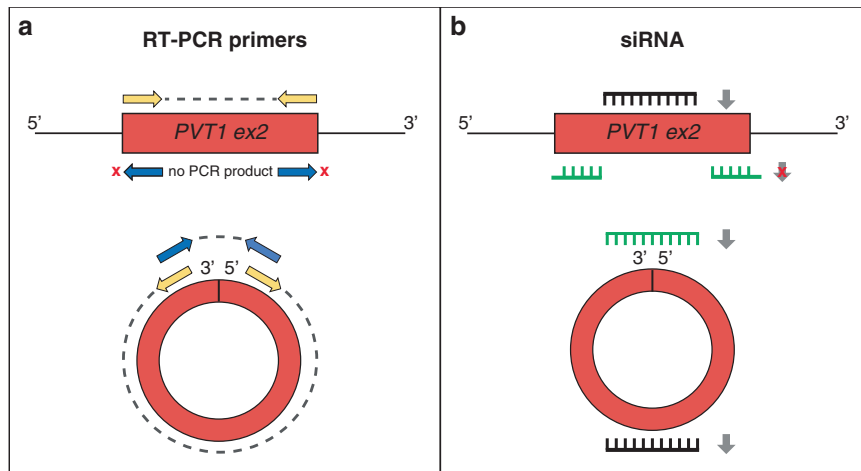 a
RT-PCR primers
5’ PVT1 ex2 3’
x no PCR product x
3’ 5’
b
siRNA
5’ PVT1 ex2 3’
x
3’ 5’